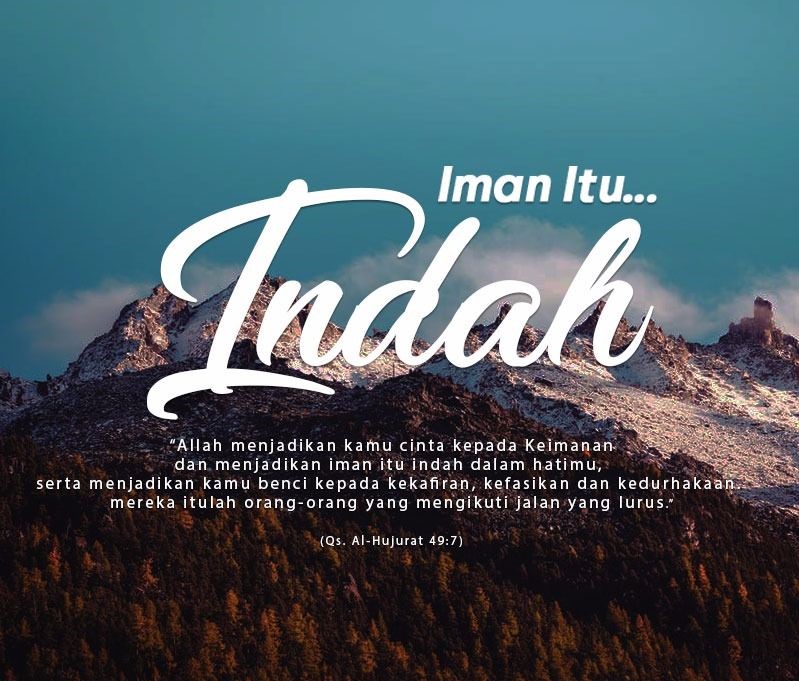 Iman Itu...
Indah
“Allah menjadikan kamu cinta kepada Keimanan
dan menjadikan iman itu indah dalam hatimu,
serta menjadikan kamu benci kepada kekafiran, kefasikan dan kedurhakaan..
mereka itulah orang-orang yang mengikuti jalan yang lurus.”
(Qs. Al-Hujurat 49:7)